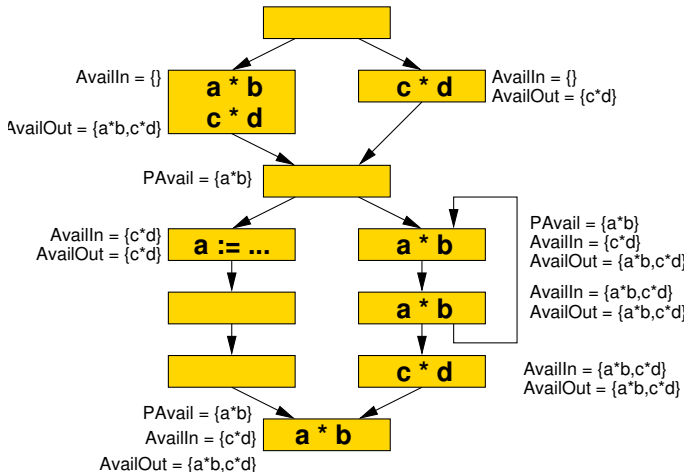 AvailIn = {}
a * b
c * d
AvailOut = {a*b,c*d}
c * d
AvailIn = {}
AvailOut = {c*d}
PAvail = {a*b}
AvailIn = {c*d}
AvailOut = {c*d}
a := ...
a * b
PAvail = {a*b}
AvailIn = {c*d}
AvailOut = {a*b,c*d}
a * b
AvailIn = {a*b,c*d}
AvailOut = {a*b,c*d}
c * d
AvailIn = {a*b,c*d}
AvailOut = {a*b,c*d}
PAvail = {a*b}
AvailIn = {c*d}
AvailOut = {a*b,c*d}
a * b